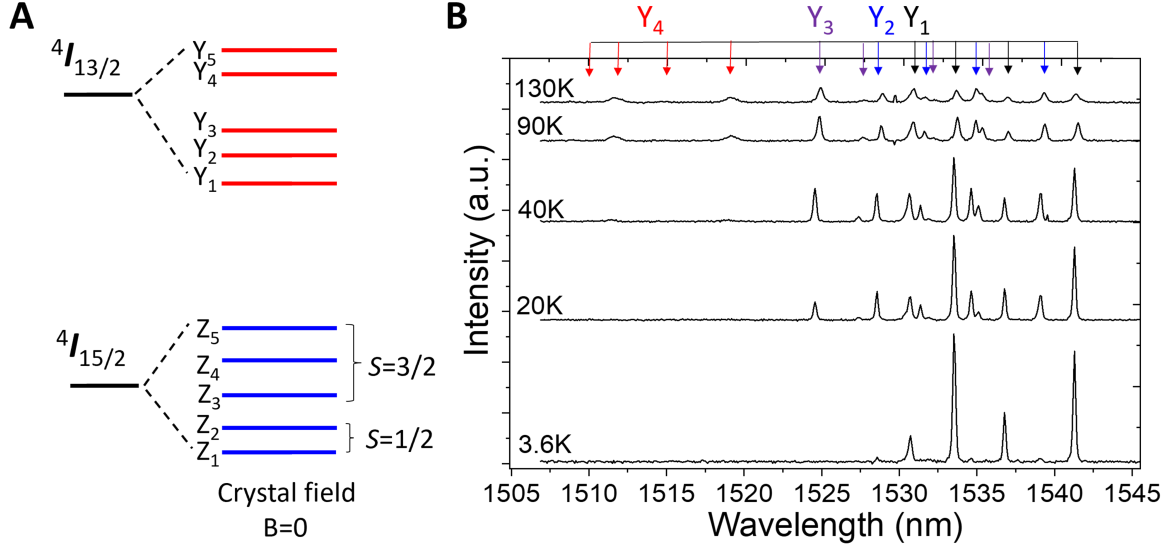 A
⁴I₁₃/₂
Y₅
Y₄
Y₃
Y₂
Y₁
⁴I₁₅/₂
Z₅
Z₄
Z₃
Z₂
Z₁
S=3/2
S=1/2
Crystal field
B=0
B
Y₄ Y₃ Y₂ Y₁
130K
90K
40K
20K
3.6K
Intensity (a.u.)
1505 1510 1515 1520 1525 1530 1535 1540 1545
Wavelength (nm)